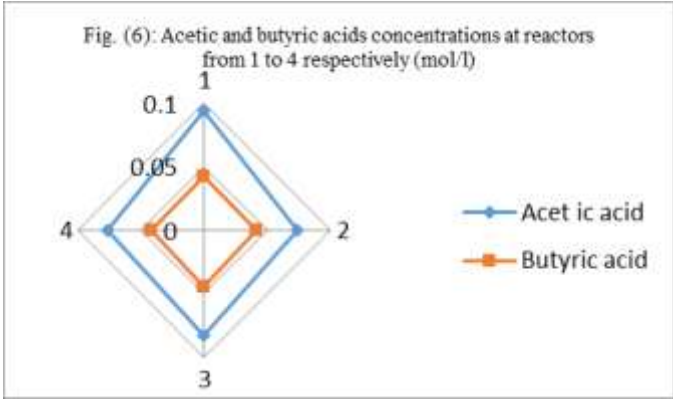 Fig. (6): Acetic and butyric acids concentrations at reactors
from 1 to 4 respectively (mol/l)
1
0.1
0.05
4
0
2
Acet ic acid
Butyric acid
3